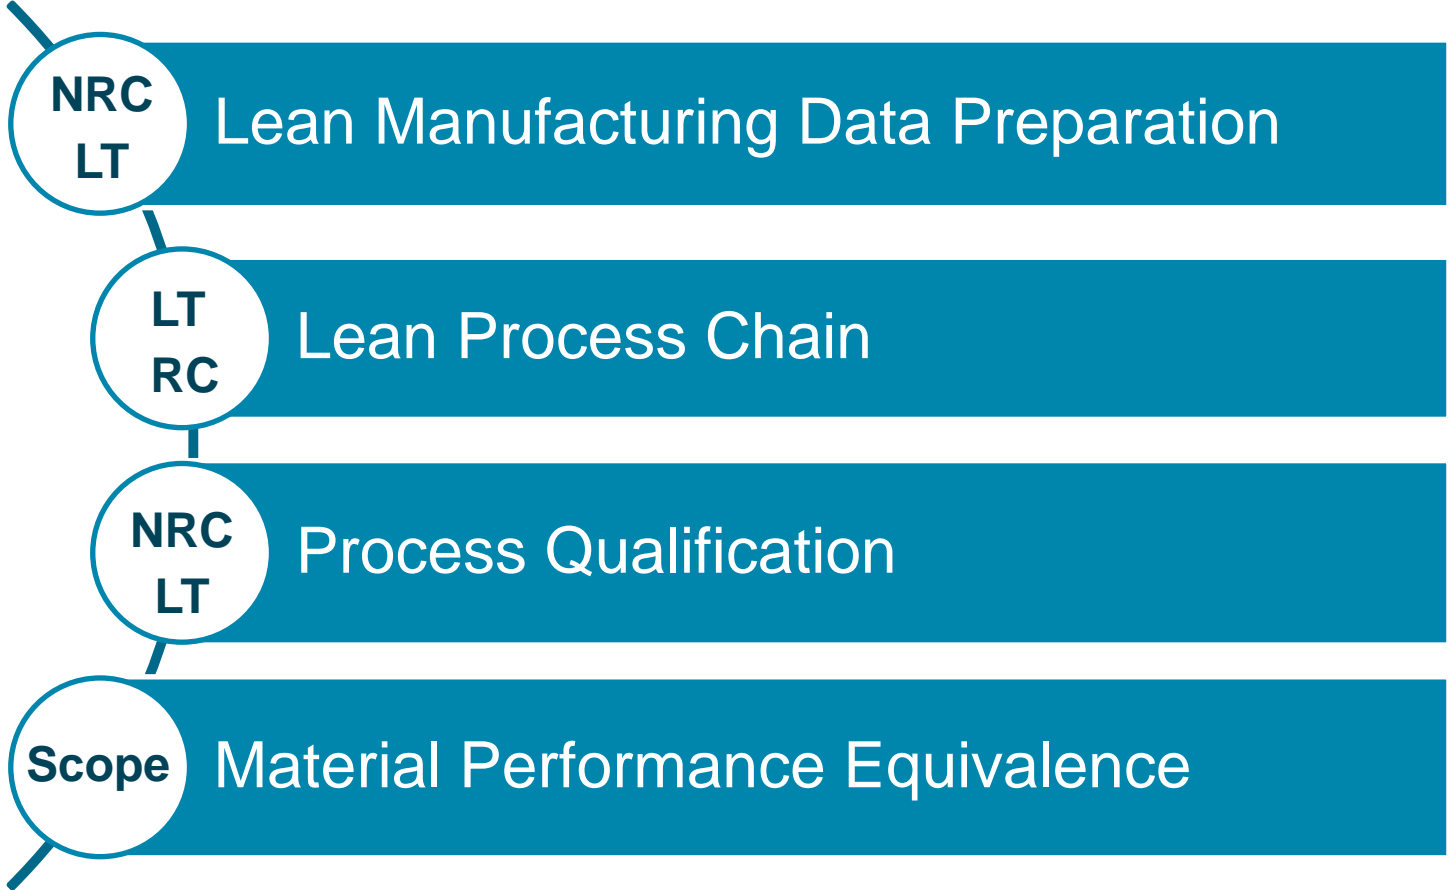 NRC
LT
Lean Manufacturing Data Preparation
LT
RC
Lean Process Chain
NRC
LT
Process Qualification
Scope
Material Performance Equivalence